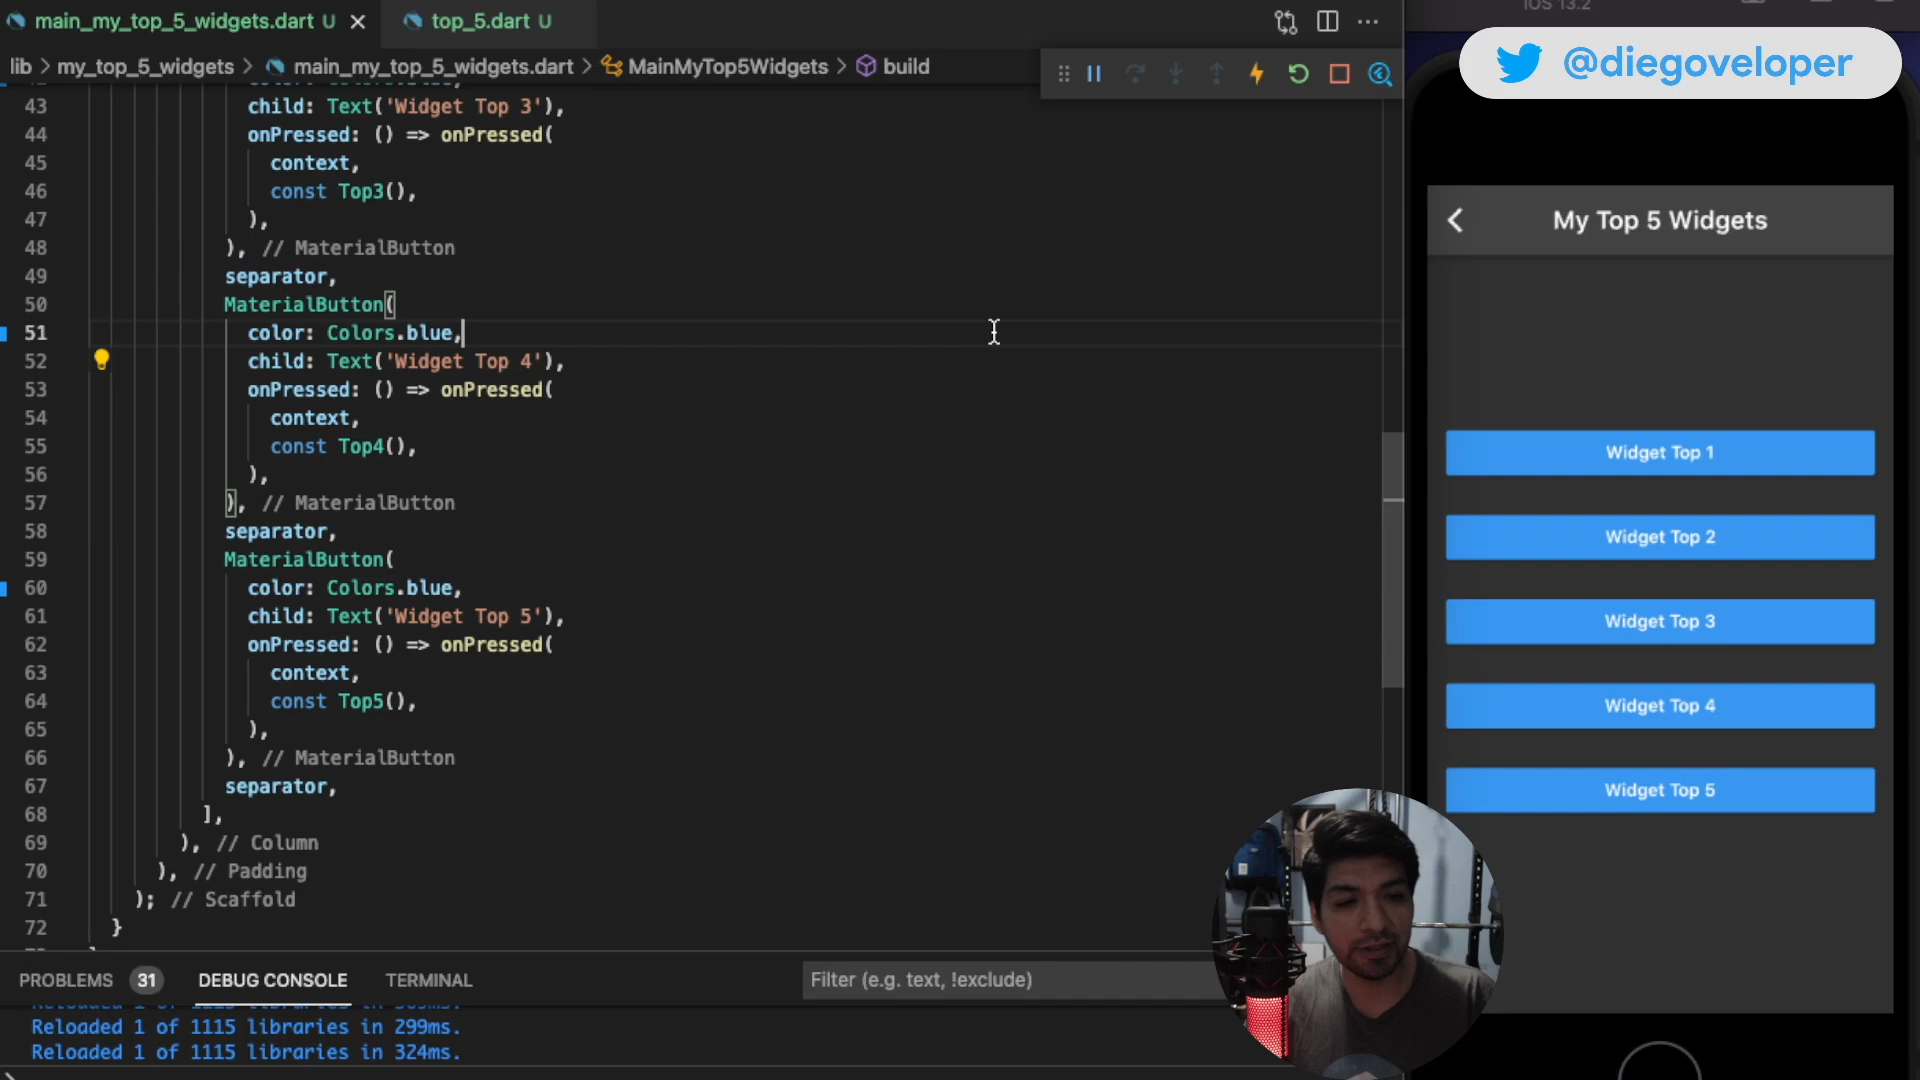 main_my_top_5_widgets.dart U
top_5.dart U
iOS 13.2
@diegoveloper
lib > my_top_5_widgets > main_my_top_5_widgets.dart > MainMyTop5Widgets > build
43 child: Text('Widget Top 3'),
44 onPressed: () => onPressed(
45 context,
46 const Top3(),
47 ),
48 ), // MaterialButton
49 separator,
50 MaterialButton(
51 color: Colors.blue,
52 child: Text('Widget Top 4'),
53 onPressed: () => onPressed(
54 context,
55 const Top4(),
56 ),
57 ), // MaterialButton
58 separator,
59 MaterialButton(
60 color: Colors.blue,
61 child: Text('Widget Top 5'),
62 onPressed: () => onPressed(
63 context,
64 const Top5(),
65 ),
66 ), // MaterialButton
67 separator,
68 ],
69 ), // Column
70 ), // Padding
71 ); // Scaffold
72 }
My Top 5 Widgets
Widget Top 1
Widget Top 2
Widget Top 3
Widget Top 4
Widget Top 5
PROBLEMS 31 DEBUG CONSOLE TERMINAL
Filter (e.g. text, !exclude)
Reloaded 1 of 1115 libraries in 299ms.
Reloaded 1 of 1115 libraries in 324ms.